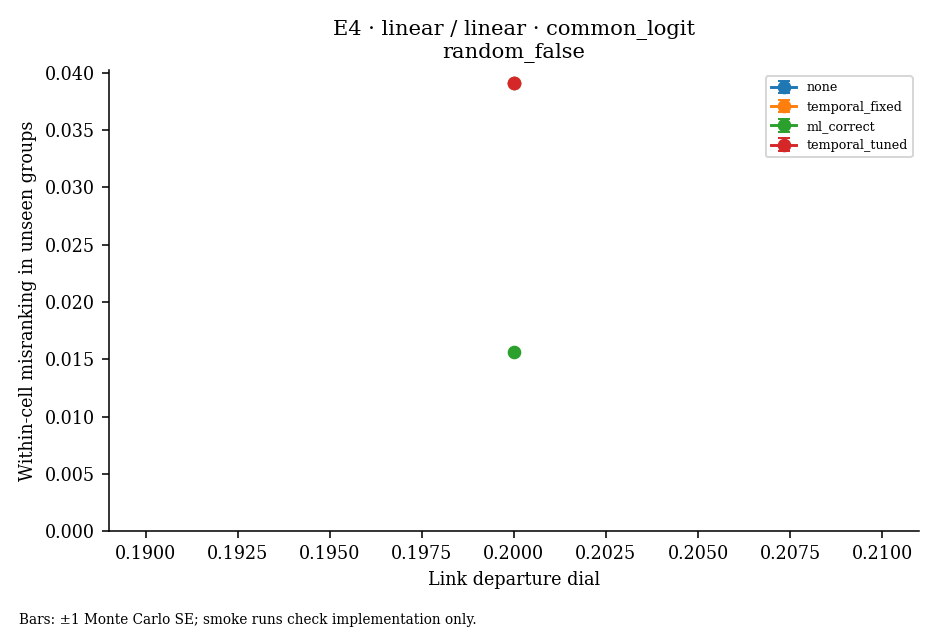 E4 · linear / linear · common_logit
random_false
0.040
0.035
0.030
0.025
0.020
0.015
0.010
0.005
0.000
Within-cell misranking in unseen groups
none
temporal_fixed
ml_correct
temporal_tuned
0.1900 0.1925 0.1950 0.1975 0.2000 0.2025 0.2050 0.2075 0.2100
Link departure dial
Bars: ±1 Monte Carlo SE; smoke runs check implementation only.